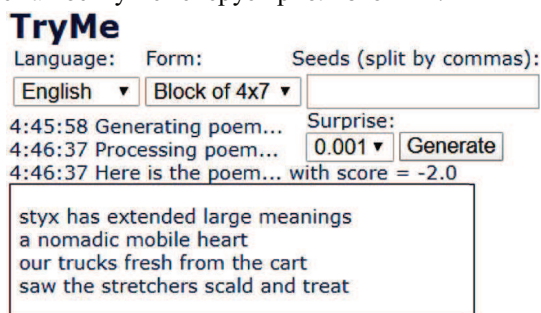 TryMe
Language: Form: Seeds (split by commas):
English Block of 4x7
Surprise:
0.001 Generate
4:45:58 Generating poem...
4:46:37 Processing poem...
4:46:37 Here is the poem... with score = -2.0
styx has extended large meanings
a nomadic mobile heart
our trucks fresh from the cart
saw the stretchers scald and treat